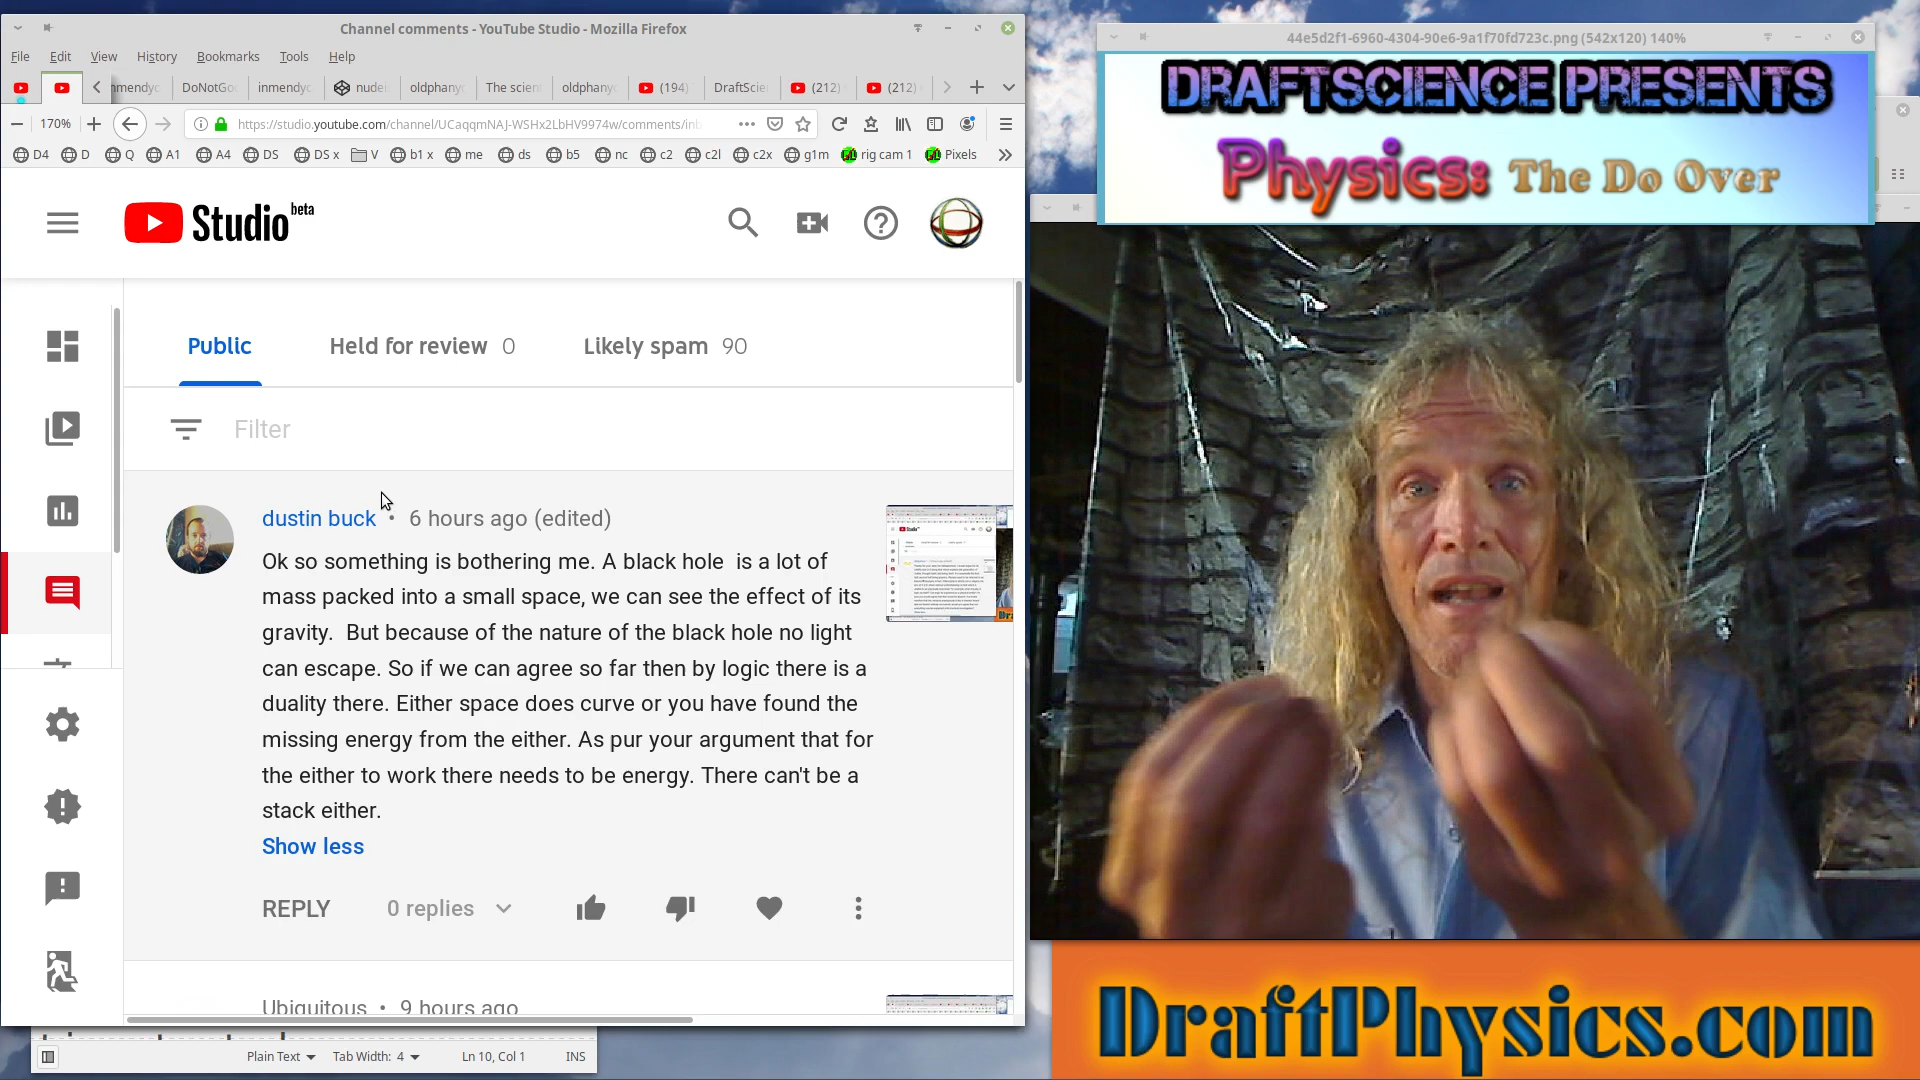 Channel comments - YouTube Studio - Mozilla Firefox
File Edit View History Bookmarks Tools Help
DoNotGo inmendyc nudei oldphany The scien oldphany (194) DraftScie (212) (212)
170% https://studio.youtube.com/channel/UCaqqmNAJ-WSHx2LbHV9974w/comments/inb
D4 D Q A1 A4 DS DS x V b1 x me ds b5 nc c2 c2l c2x g1m rig cam 1 Pixels
Studio beta
Public Held for review 0 Likely spam 90
Filter
dustin buck • 6 hours ago (edited)
Ok so something is bothering me. A black hole is a lot of
mass packed into a small space, we can see the effect of its
gravity. But because of the nature of the black hole no light
can escape. So if we can agree so far then by logic there is a
duality there. Either space does curve or you have found the
missing energy from the either. As pur your argument that for
the either to work there needs to be energy. There can't be a
stack either.
Show less
REPLY 0 replies
Ubiquitous • 9 hours ago
Plain Text Tab Width: 4 Ln 10, Col 1 INS
44e5d2f1-6960-4304-90e6-9a1f70fd723c.png (542x120) 140%
DRAFTSCIENCE PRESENTS
Physics: The Do Over
DraftPhysics.com